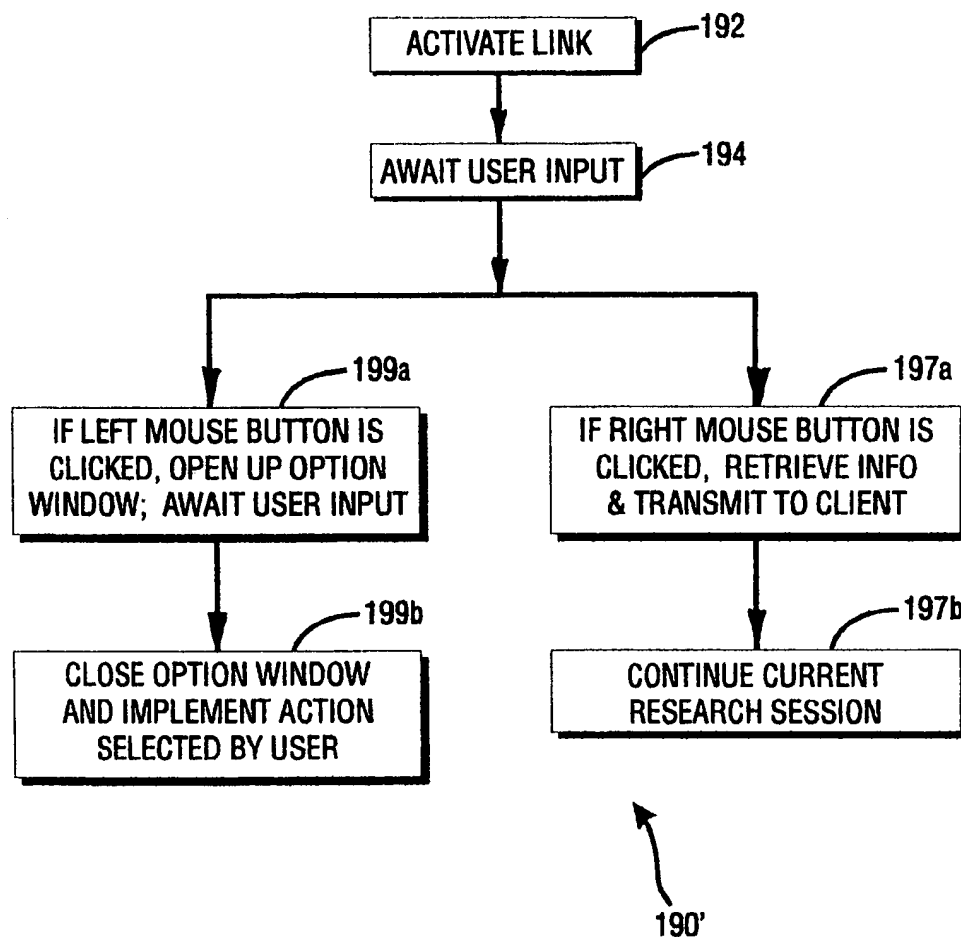 ACTIVATE LINK
192
AWAIT USER INPUT
194
199a
IF LEFT MOUSE BUTTON IS
CLICKED, OPEN UP OPTION
WINDOW; AWAIT USER INPUT
197a
IF RIGHT MOUSE BUTTON IS
CLICKED, RETRIEVE INFO
& TRANSMIT TO CLIENT
199b
CLOSE OPTION WINDOW
AND IMPLEMENT ACTION
SELECTED BY USER
197b
CONTINUE CURRENT
RESEARCH SESSION
190'